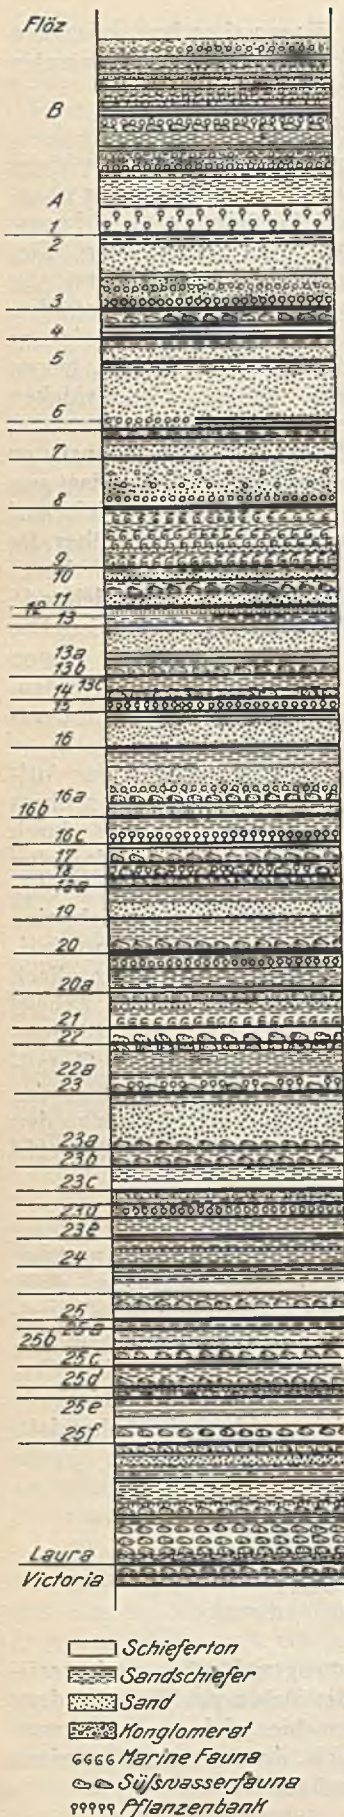 Flöz
B
A
1
2
3
4
5
6
7
8
9
10
11
12
13
13a
13b
13c
14
15
16
16a
16b
16c
17
18
18a
19
20
20a
21
22
22a
23
23a
23b
23c
23d
23e
24
25
25a
25b
25c
25d
25e
25f
Laura
Victoria
Schieferton
Sandschiefer
Sand
Konglomerat
Marine Fauna
Süßwasserfauna
Pflanzenbank